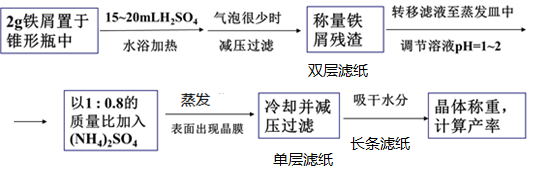 2g铁屑置于
锥形瓶中
15~20mLH₂SO₄
水浴加热
气泡很少时
减压过滤
称量铁
屑残渣
双层滤纸
转移滤液至蒸发皿中
调节溶液pH=1~2
以1：0.8的
质量比加入
(NH₄)₂SO₄
蒸发
表面出现晶膜
冷却并减
压过滤
单层滤纸
吸干水分
长条滤纸
晶体称重，
计算产率